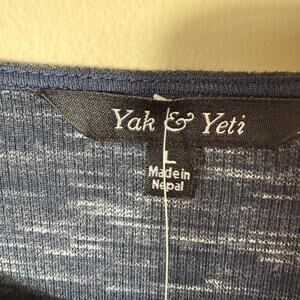 Yak & Yeti
L
Made in
Nepal